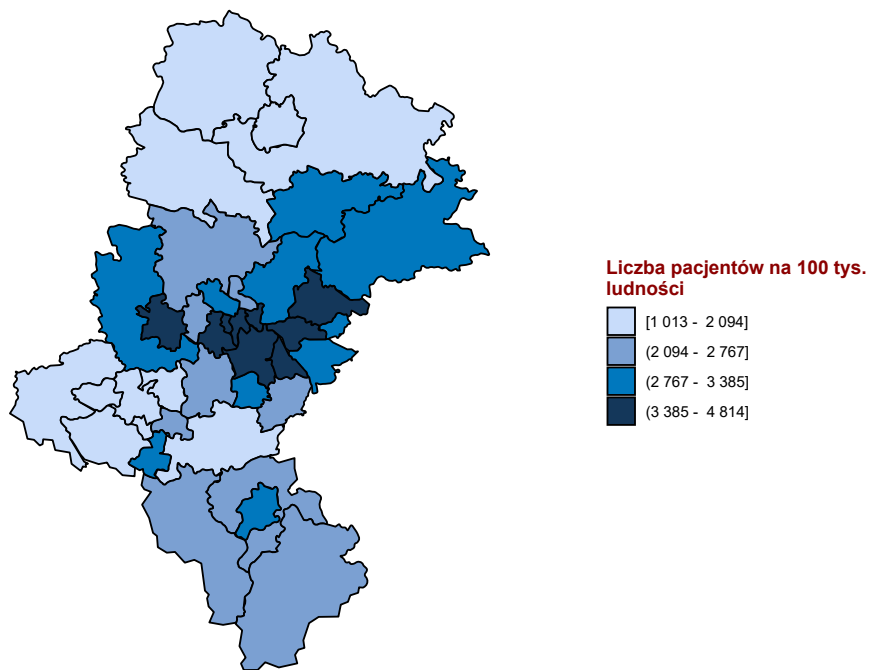 Liczba pacjentów na 100 tys.
ludności
[1 013 - 2 094]
(2 094 - 2 767]
(2 767 - 3 385]
(3 385 - 4 814]